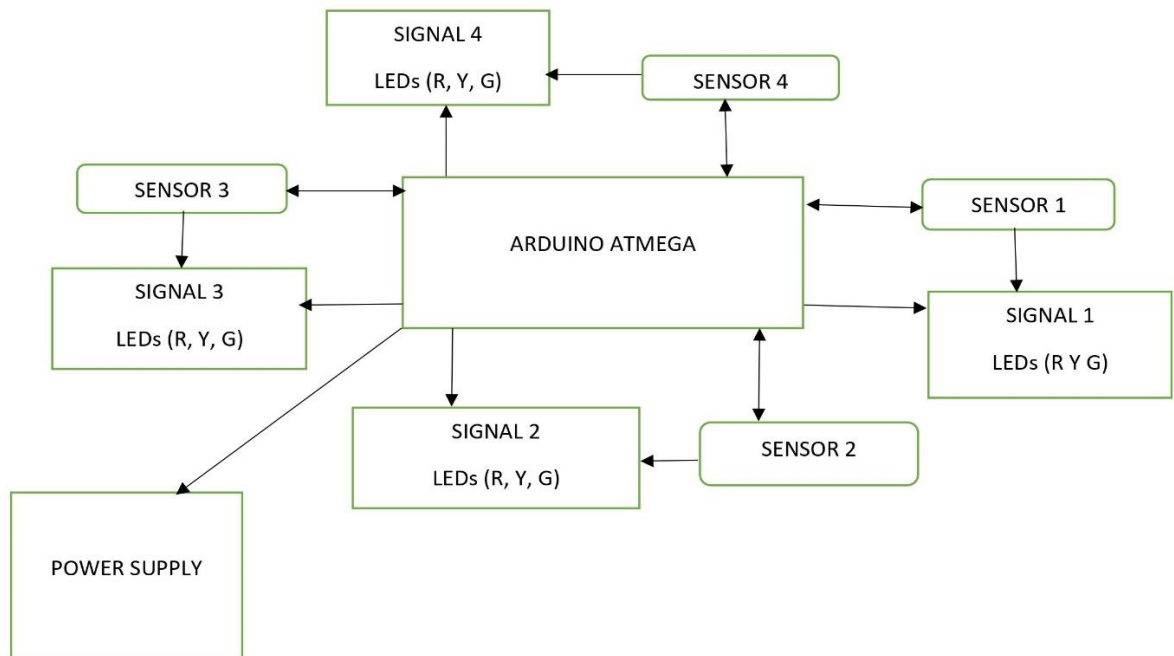 SIGNAL 4
LEDs (R, Y, G)
SENSOR 4
SENSOR 3
SENSOR 1
ARDUINO ATMEGA
SIGNAL 3
LEDs (R, Y, G)
SIGNAL 1
LEDs (R Y G)
SIGNAL 2
LEDs (R, Y, G)
SENSOR 2
POWER SUPPLY